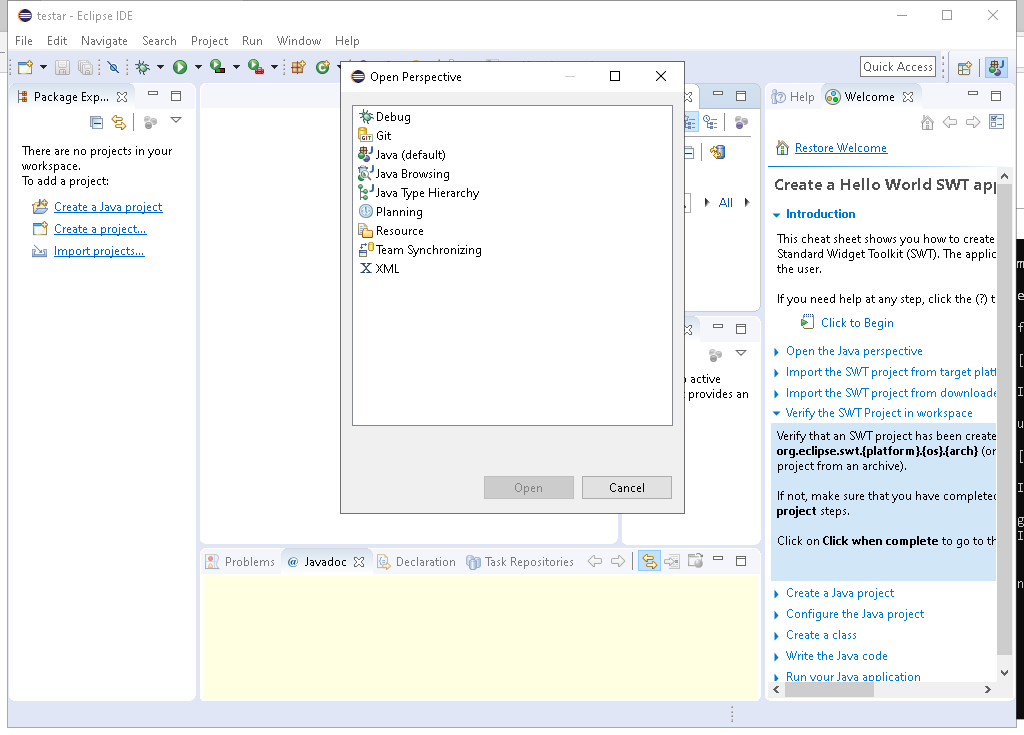 testar - Eclipse IDE
File Edit Navigate Search Project Run Window Help
Quick Access
Package Exp...
There are no projects in your
workspace.
To add a project:
Create a Java project
Create a project...
Import projects...
Open Perspective
Debug
Git
Java (default)
Java Browsing
Java Type Hierarchy
Planning
Resource
Team Synchronizing
XML
Open Cancel
All
active
provides an
Problems @ Javadoc Declaration Task Repositories
Help Welcome
Restore Welcome
Create a Hello World SWT app
Introduction
This cheat sheet shows you how to create
Standard Widget Toolkit (SWT). The applic
the user.
If you need help at any step, click the (?) t
Click to Begin
Open the Java perspective
Import the SWT project from target platf
Import the SWT project from downloade
Verify the SWT Project in workspace
Verify that an SWT project has been create
org.eclipse.swt.{platform}.{os}.{arch} (or
project from an archive).
If not, make sure that you have completed
project steps.
Click on Click when complete to go to th
Create a Java project
Configure the Java project
Create a class
Write the Java code
Run your Java application